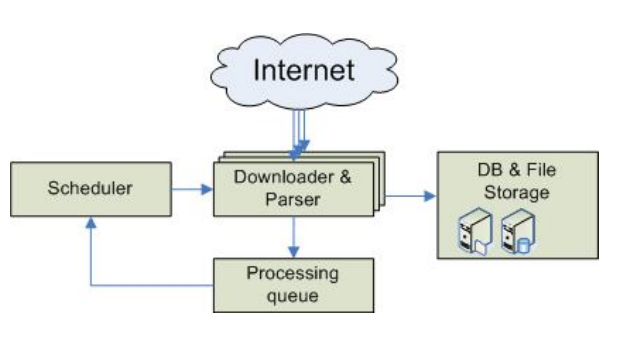 Internet
Scheduler
Downloader &
Parser
DB & File
Storage
Processing
queue